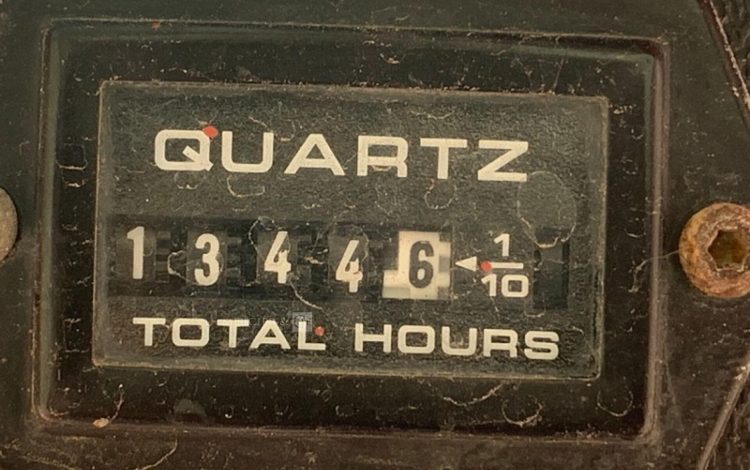 QUARTZ
1 3 4 4 6 ◄ 1/10
TOTAL HOURS